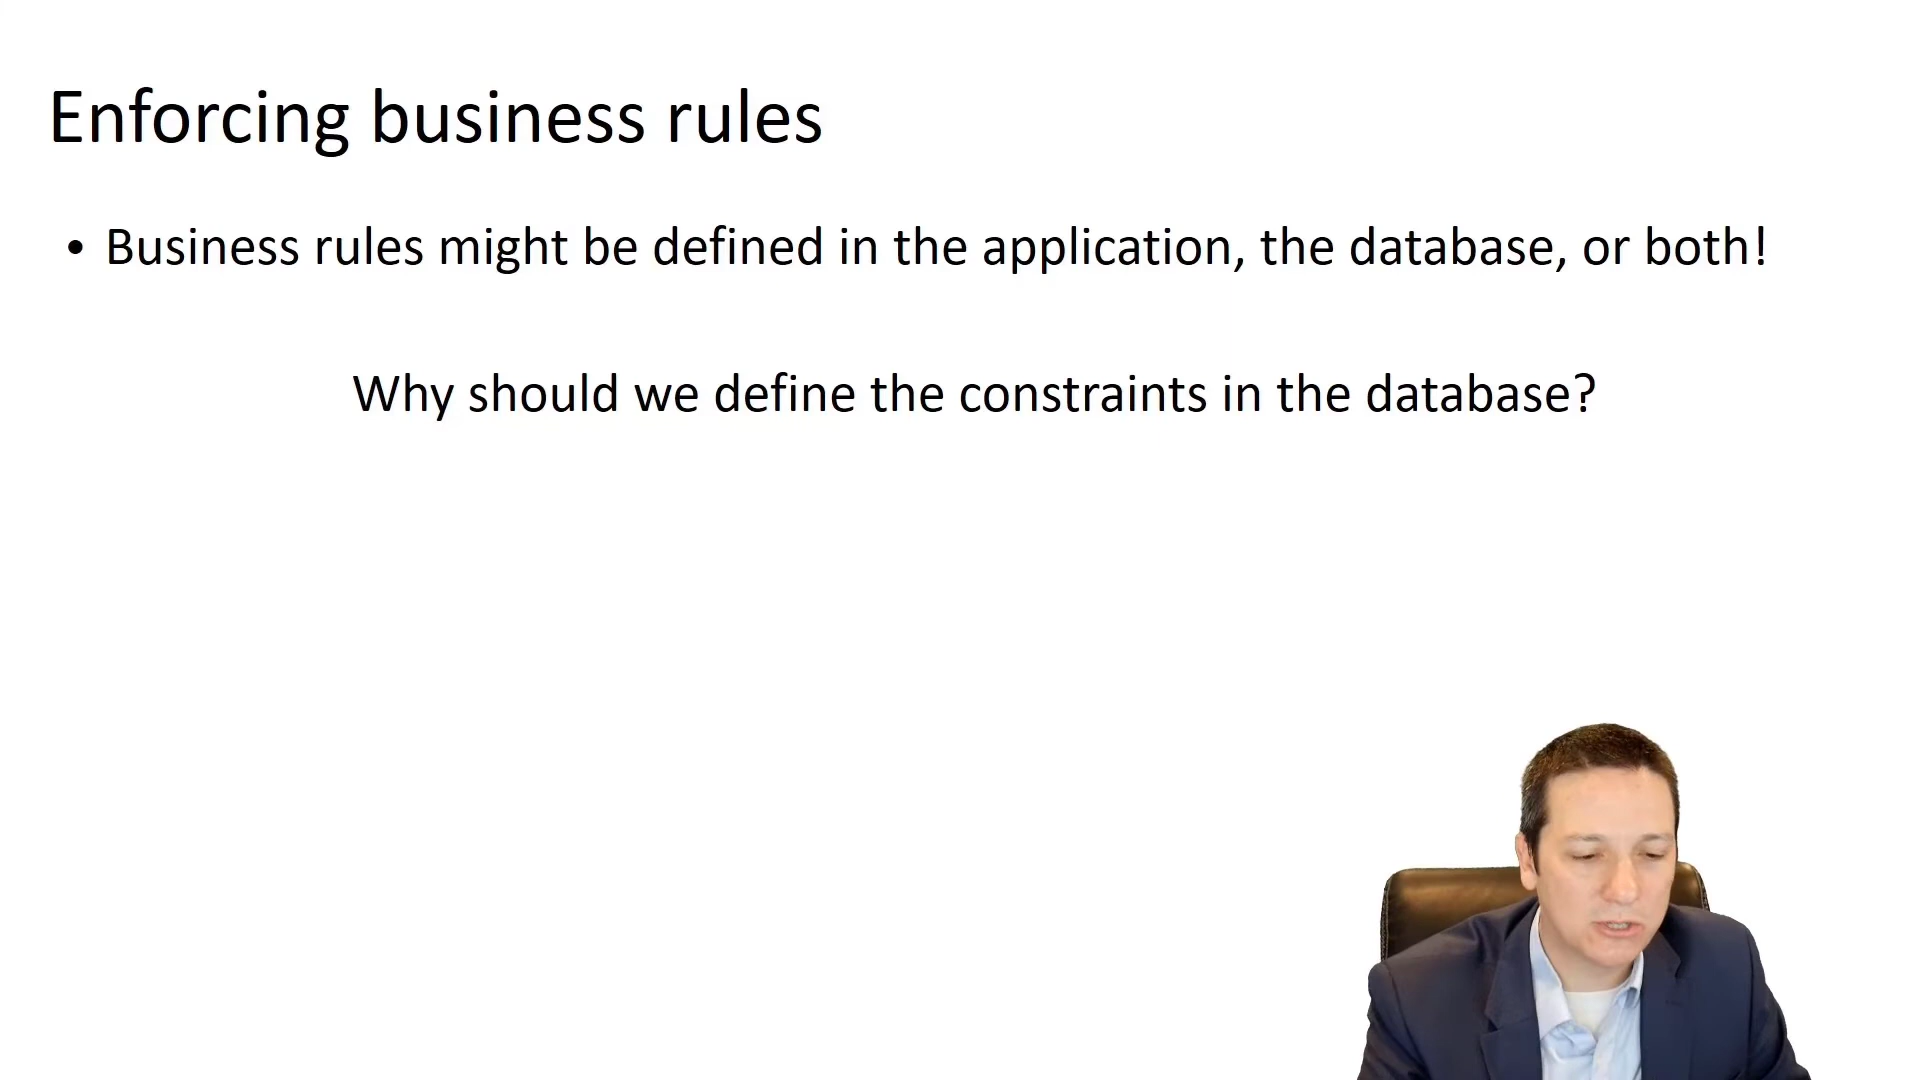 Enforcing business rules
• Business rules might be defined in the application, the database, or both!
Why should we define the constraints in the database?